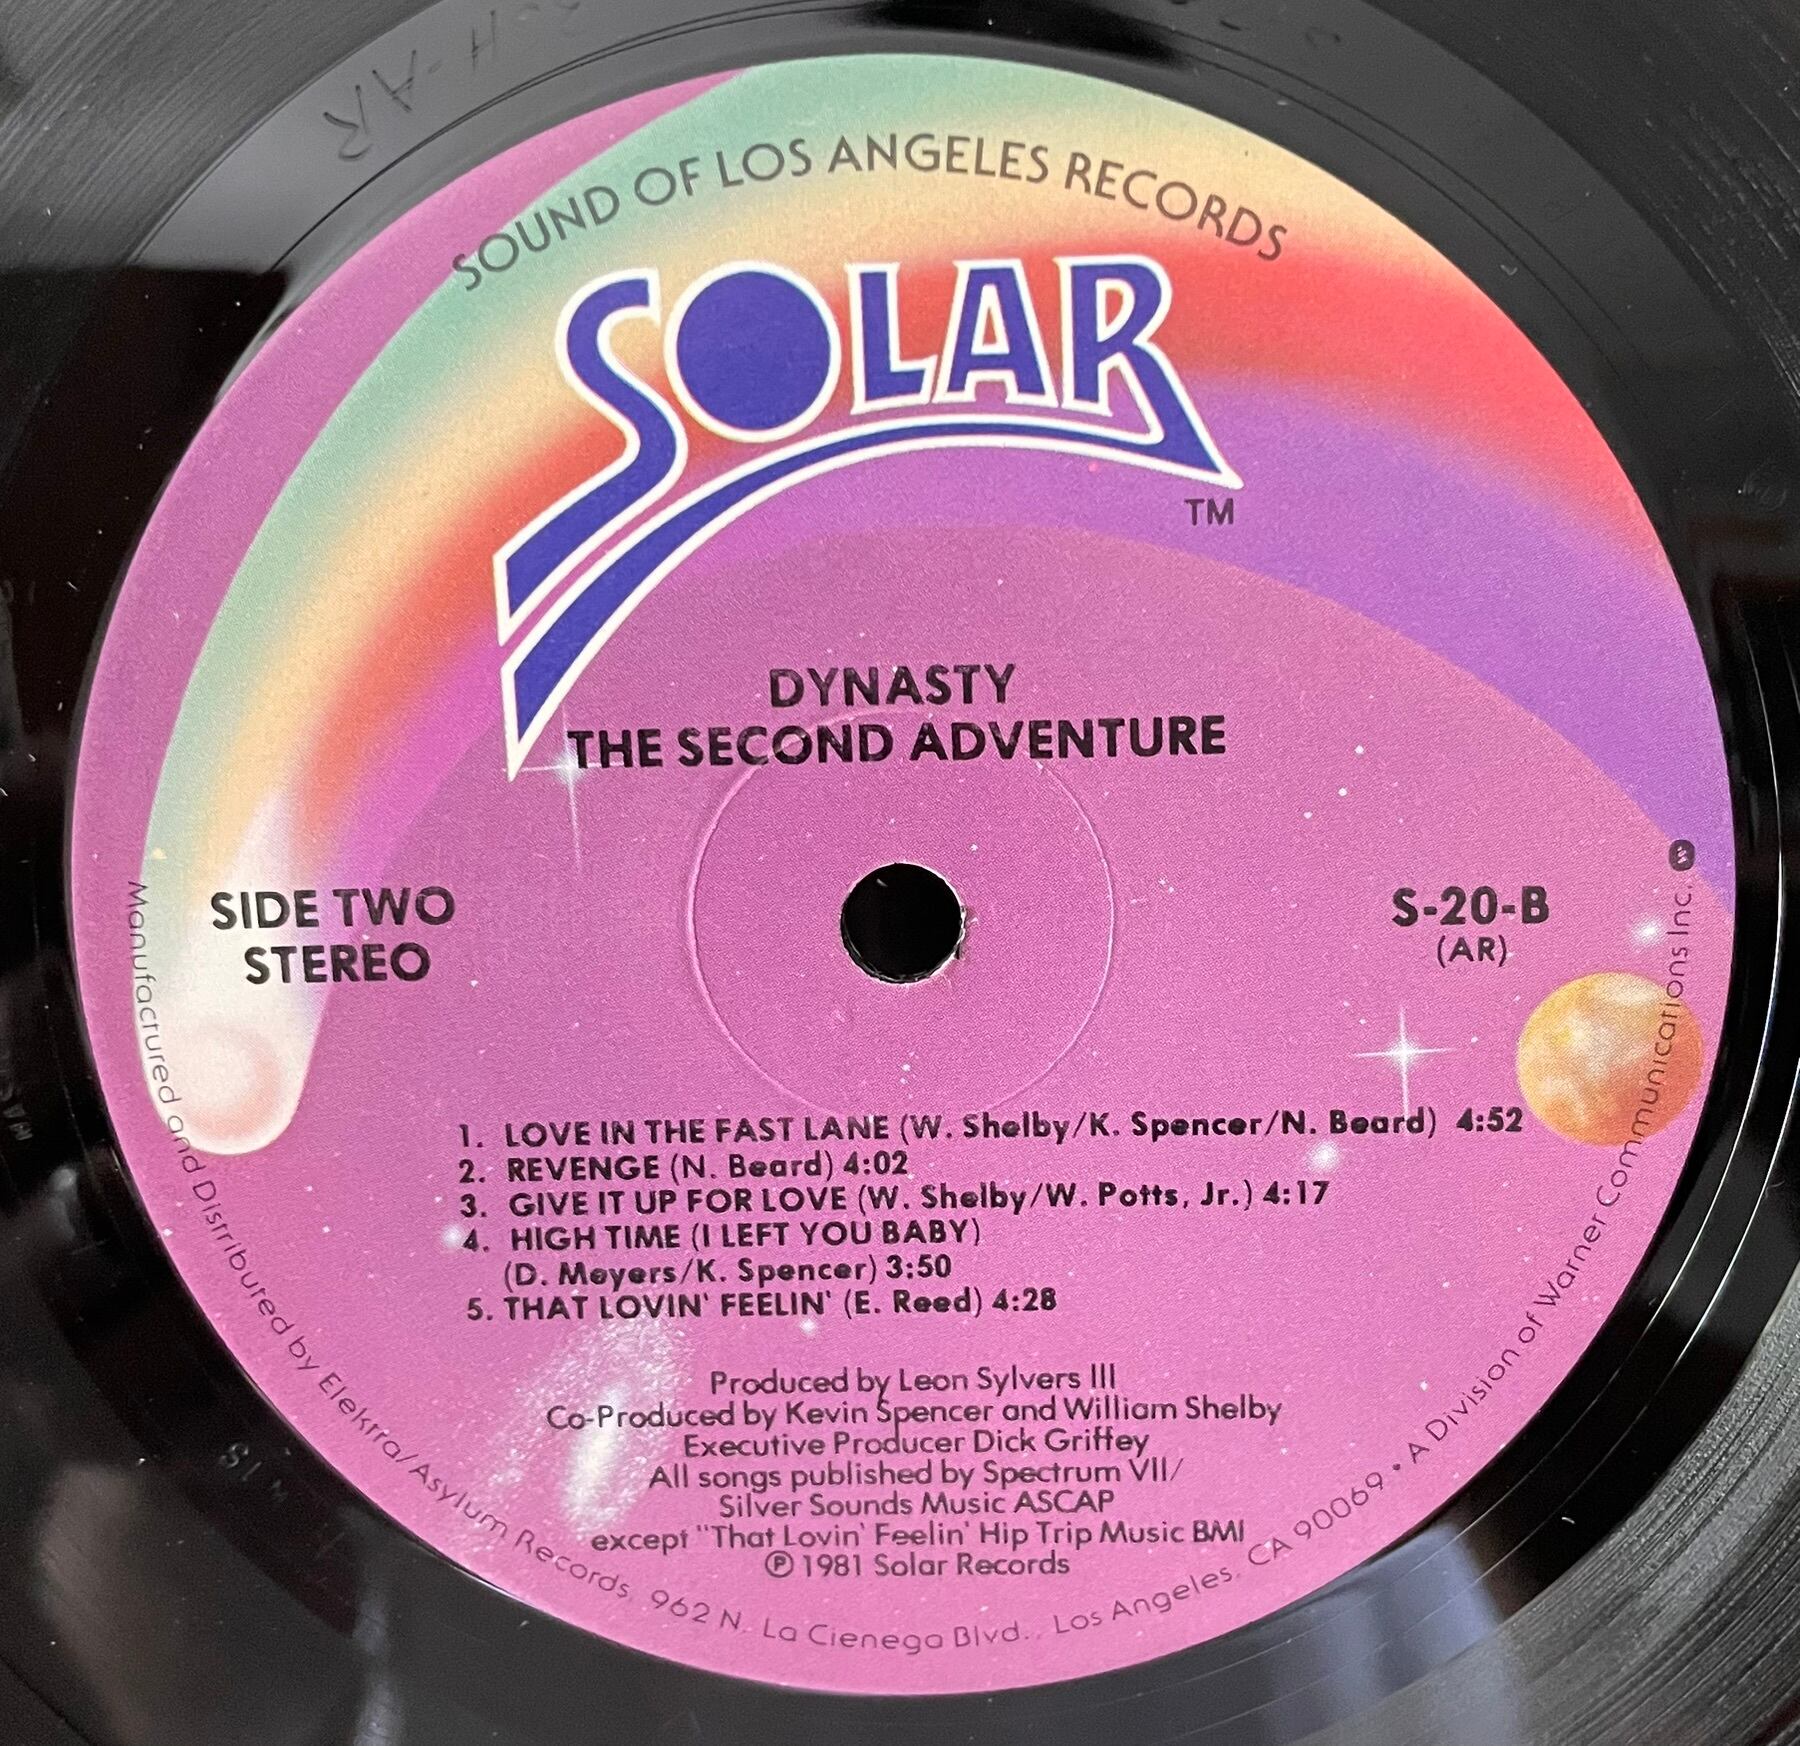 SOUND OF LOS ANGELES RECORDS
SOLAR
TM
DYNASTY
THE SECOND ADVENTURE
SIDE TWO
STEREO
S-20-B
(AR)
1. LOVE IN THE FAST LANE (W. Shelby/K. Spencer/N. Beard) 4:52
2. REVENGE (N. Beard) 4:02
3. GIVE IT UP FOR LOVE (W. Shelby/W. Potts, Jr.) 4:17
4. HIGH TIME (I LEFT YOU BABY)
(D. Meyers/K. Spencer) 3:50
5. THAT LOVIN' FEELIN' (E. Reed) 4:28
Produced by Leon Sylvers III
Co-Produced by Kevin Spencer and William Shelby
Executive Producer Dick Griffey
All songs published by Spectrum VII/
Silver Sounds Music ASCAP
except "That Lovin' Feelin' Hip Trip Music BMI
℗ 1981 Solar Records
Manufactured and Distributed by Elektra/Asylum Records, 962 N. La Cienega Blvd., Los Angeles, CA 90069 • A Division of Warner Communications Inc.